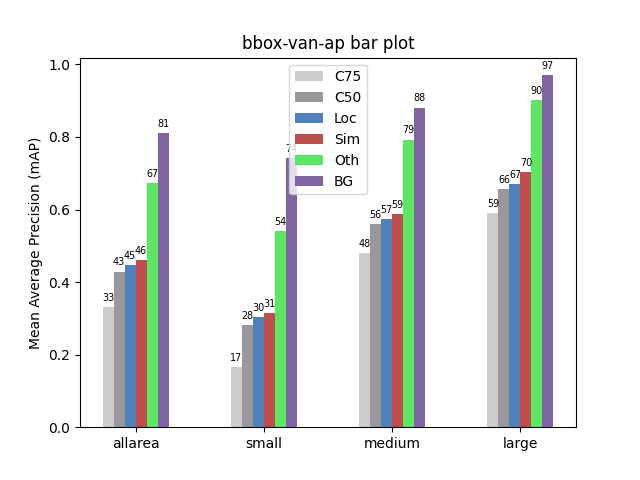 bbox-van-ap bar plot
Mean Average Precision (mAP)
1.0
0.8
0.6
0.4
0.2
0.0
C75
C50
Loc
Sim
Oth
BG
33
43
45
46
67
81
17
28
30
31
54
74
48
56
57
59
79
88
59
66
67
70
90
97
allarea
small
medium
large